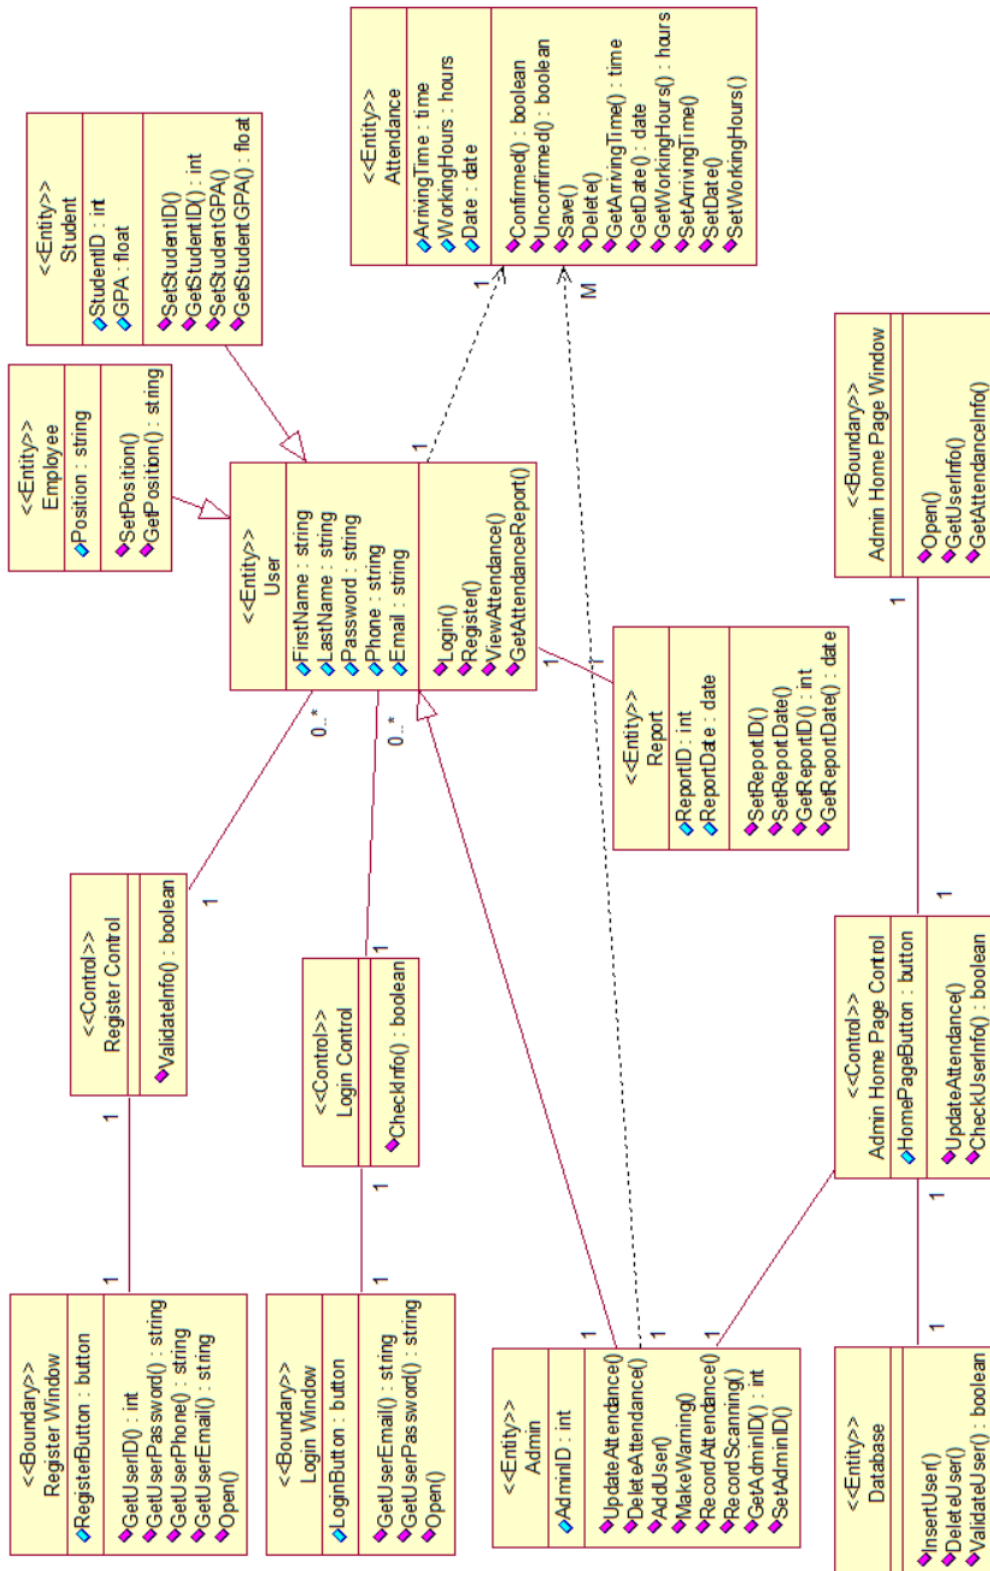 <<Boundary>>
Register Window
RegisterButton : button
GetUserID() : int
GetUserPassword() : string
GetUserPhone() : string
GetUserEmail() : string
Open()
1
1
<<Control>>
Register Control
ValidateInfo() : boolean
1
0..*
<<Entity>>
Employee
Position : string
SetPosition()
GetPosition() : string
<<Entity>>
Student
StudentID : int
GPA : float
SetStudentID()
GetStudentID() : int
SetStudentGPA()
GetStudentGPA() : float
<<Boundary>>
Login Window
LoginButton : button
GetUserEmail() : string
GetUserPassword() : string
Open()
1
1
<<Control>>
Login Control
CheckInfo() : boolean
1
0..*
<<Entity>>
User
FirstName : string
LastName : string
Password : string
Phone : string
Email : string
Login()
Register()
ViewAttendance()
GetAttendanceReport()
1
1
<<Entity>>
Attendance
ArrivingTime : time
WorkingHours : hours
Date : date
Confirmed() : boolean
Unconfirmed() : boolean
Save()
Delete()
GetArrivingTime() : time
GetDate() : date
GetWorkingHours() : hours
SetArrivingTime()
SetDate()
SetWorkingHours()
M
<<Entity>>
Admin
AdminID : int
UpdateAttendance()
DeleteAttendance()
AddUser()
MakeWarning()
RecordAttendance()
RecordScanning()
GetAdminID() : int
SetAdminID()
1
1
1
1
1
<<Entity>>
Report
ReportID : int
ReportDate : date
SetReportID()
SetReportDate()
GetReportID() : int
GetReportDate() : date
<<Entity>>
Database
InsertUser()
DeleteUser()
ValidateUser() : boolean
1
1
<<Control>>
Admin Home Page Control
HomePageButton : button
UpdateAttendance()
CheckUserInfo() : boolean
1
1
<<Boundary>>
Admin Home Page Window
Open()
GetUserInfo()
GetAttendanceInfo()